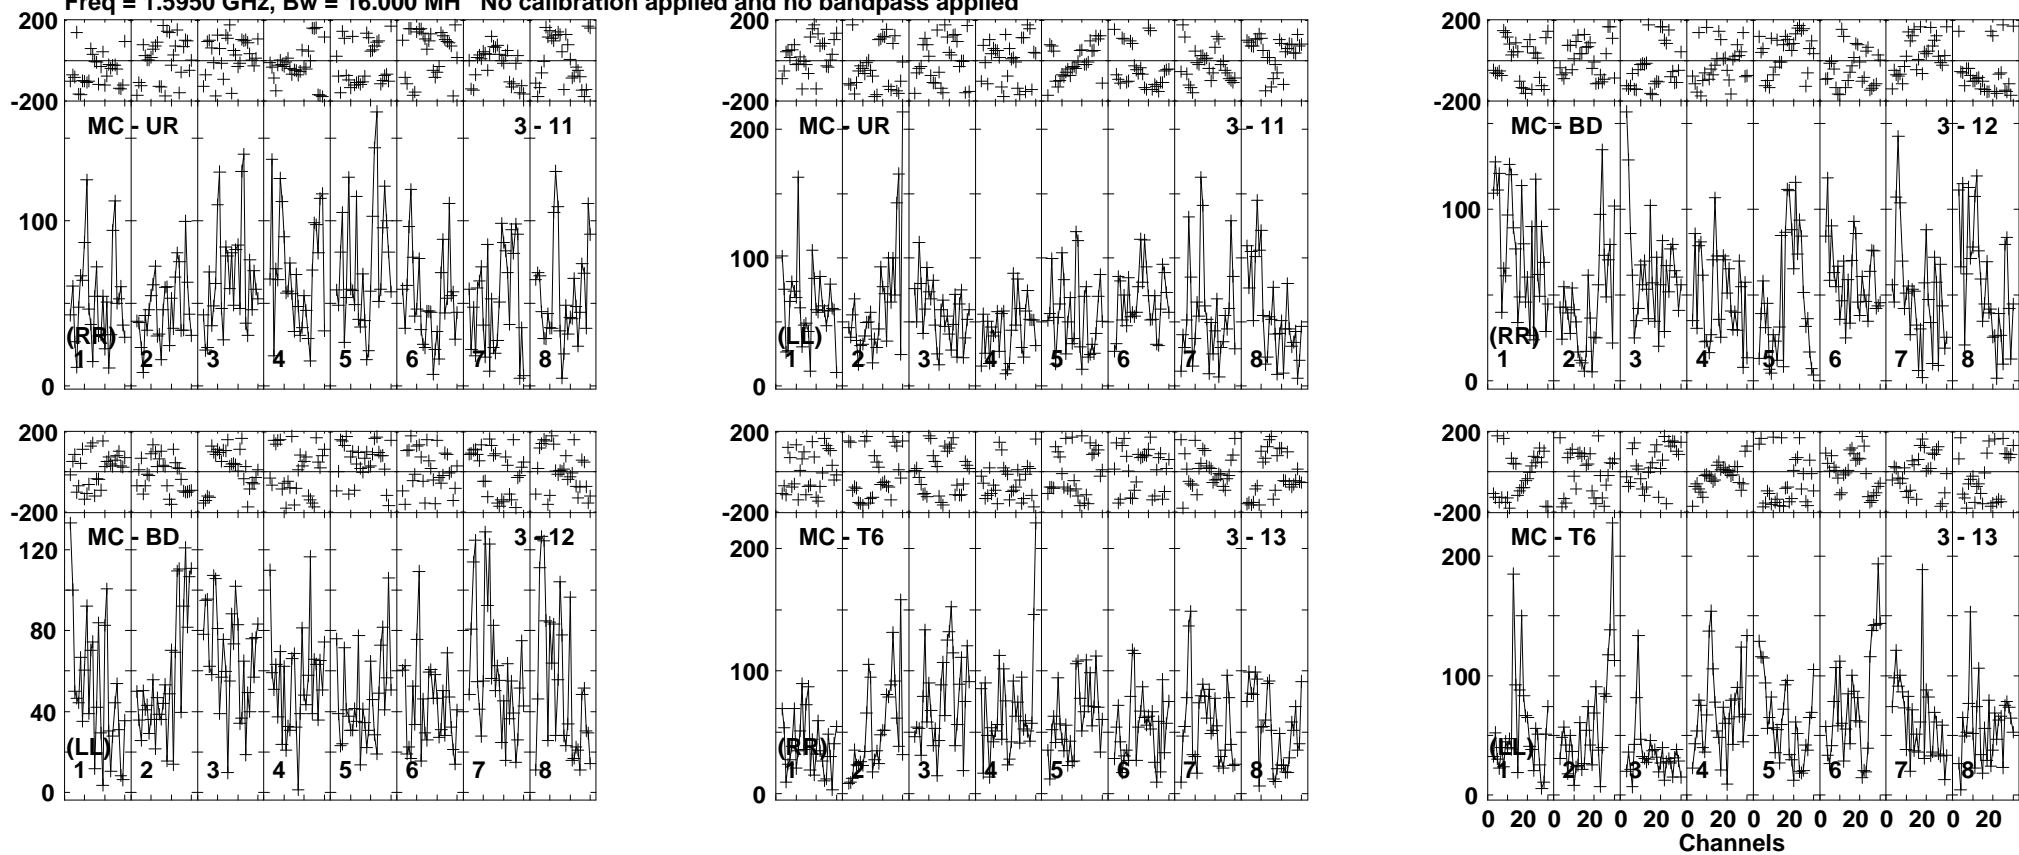 Freq = 1.5950 GHz, Bw = 16.000 MH No calibration applied and no bandpass applied
200 200 200
-200 -200 -200
MC - UR 3 - 11 MC - UR 3 - 11 MC - BD 3 - 12
200
100 100 100
(RR) (LL) (RR)
1 2 3 4 5 6 7 8 1 2 3 4 5 6 7 8 1 2 3 4 5 6 7 8
0 0 0
200 200 200
-200 -200 -200
MC - BD 3 - 12 MC - T6 3 - 13 MC - T6 3 - 13
120 200 200
80 100 100
40
(LL) (RR) (LL)
1 2 3 4 5 6 7 8 1 2 3 4 5 6 7 8 1 2 3 4 5 6 7 8
0 0 0
0 20 0 20 0 20 0 20 0 20 0 20 0 20 0 20
Channels